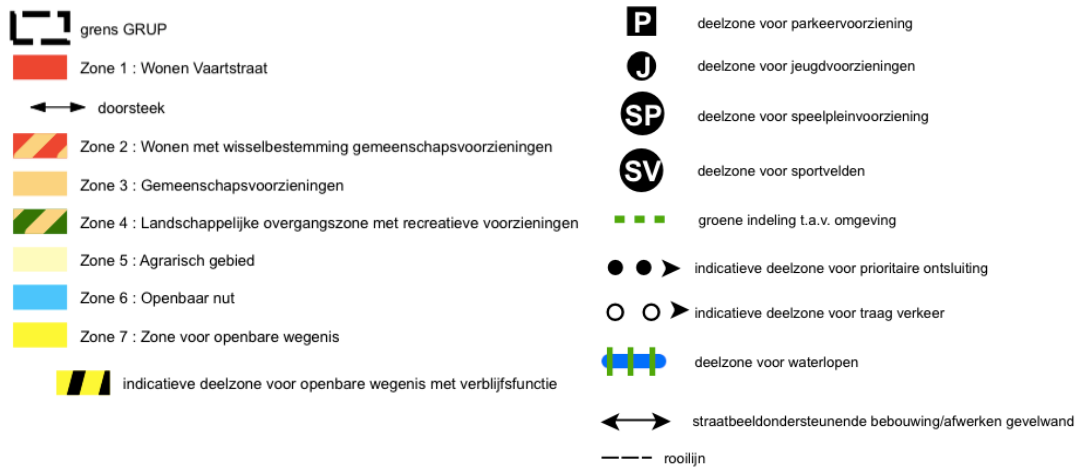 grens GRUP
Zone 1 : Wonen Vaartstraat
doorsteek
Zone 2 : Wonen met wisselbestemming gemeenschapsvoorzieningen
Zone 3 : Gemeenschapsvoorzieningen
Zone 4 : Landschappelijke overgangszone met recreatieve voorzieningen
Zone 5 : Agrarisch gebied
Zone 6 : Openbaar nut
Zone 7 : Zone voor openbare wegenis
indicatieve deelzone voor openbare wegenis met verblijfsfunctie
P deelzone voor parkeervoorziening
J deelzone voor jeugdvoorzieningen
SP deelzone voor speelpleinvoorziening
SV deelzone voor sportvelden
groene indeling t.a.v. omgeving
indicatieve deelzone voor prioritaire ontsluiting
indicatieve deelzone voor traag verkeer
deelzone voor waterlopen
straatbeeldondersteunende bebouwing/afwerken gevelwand
rooilijn